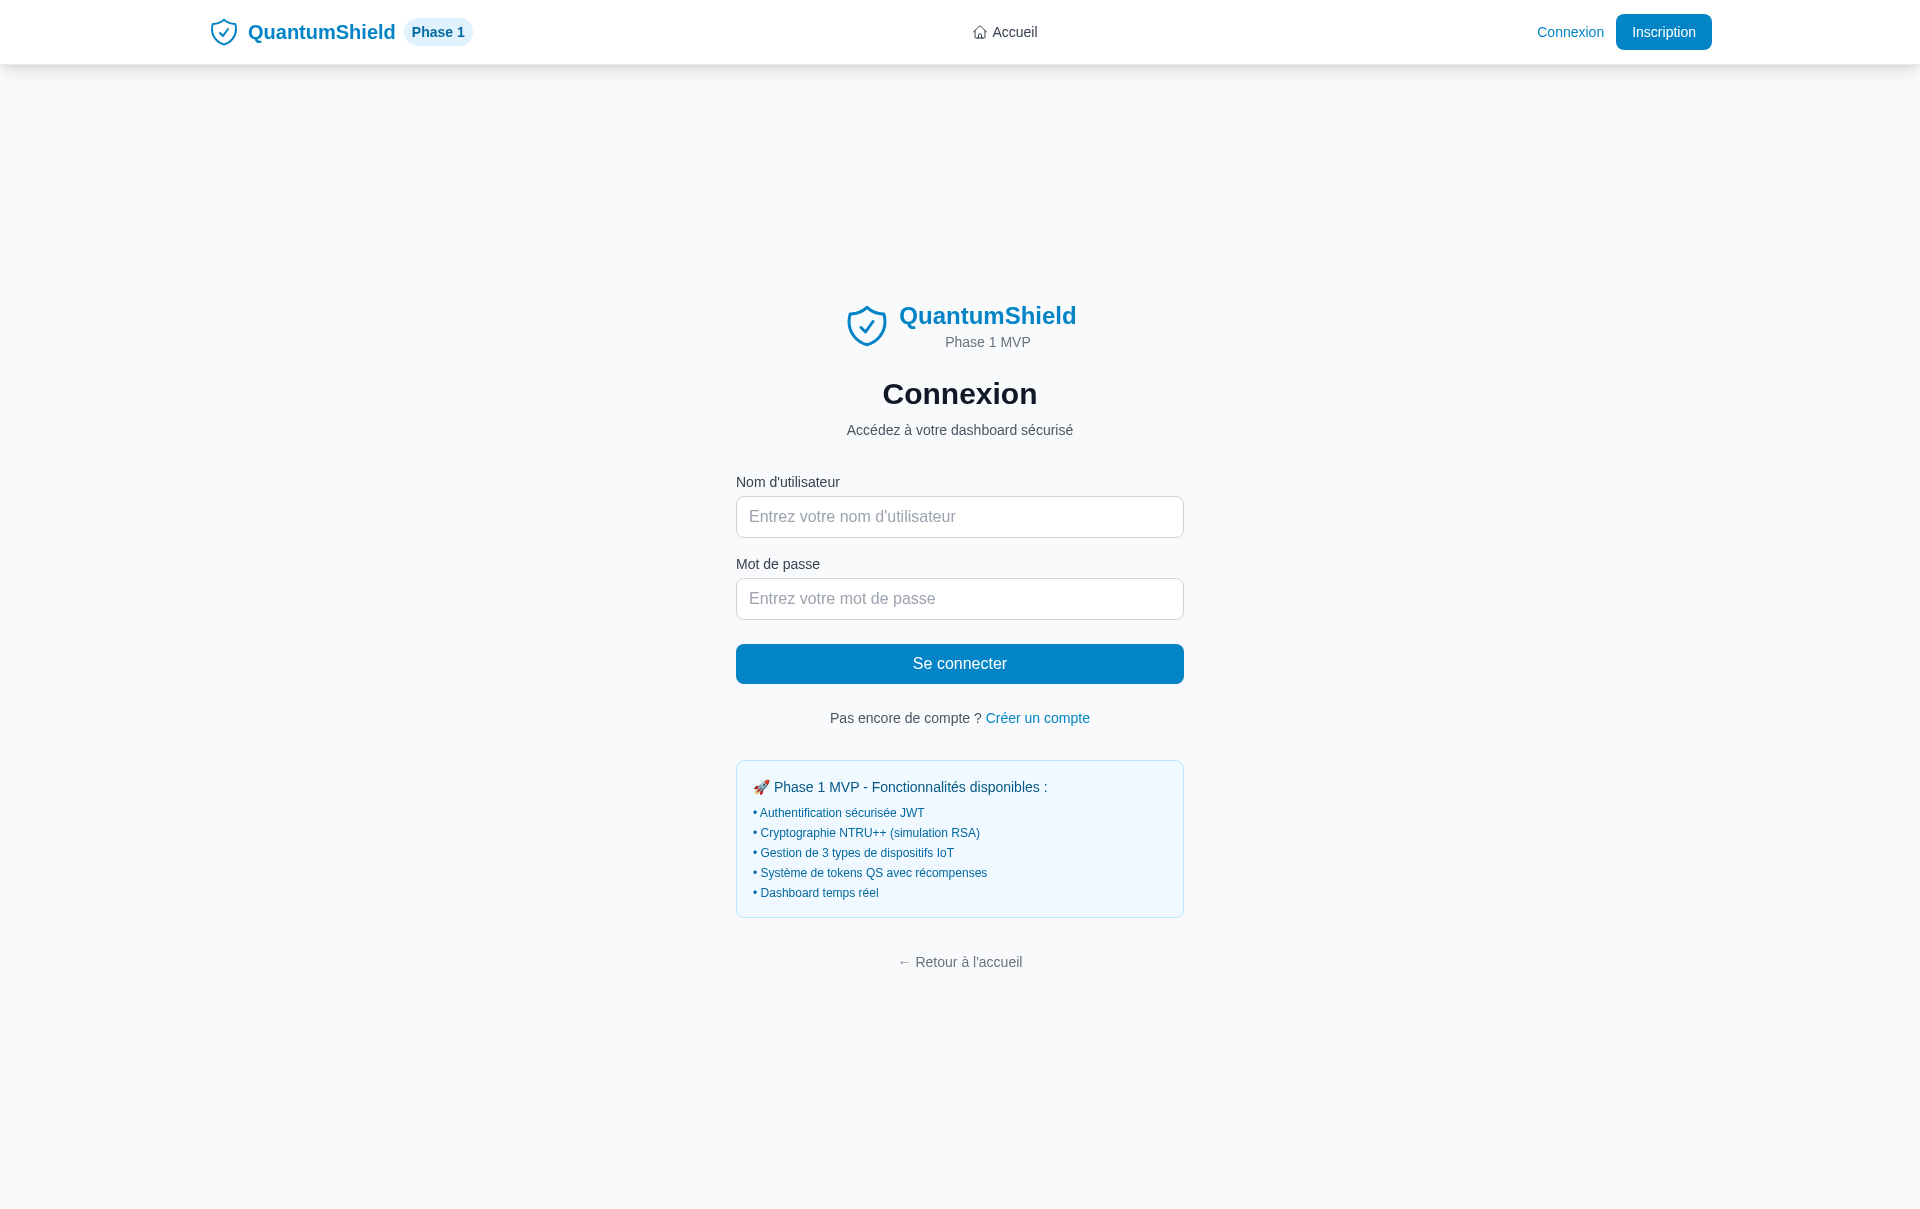 QuantumShield Phase 1
Accueil
Connexion
Inscription
QuantumShield
Phase 1 MVP
Connexion
Accédez à votre dashboard sécurisé
Nom d'utilisateur
Entrez votre nom d'utilisateur
Mot de passe
Entrez votre mot de passe
Se connecter
Pas encore de compte ? Créer un compte
🚀 Phase 1 MVP - Fonctionnalités disponibles :
• Authentification sécurisée JWT
• Cryptographie NTRU++ (simulation RSA)
• Gestion de 3 types de dispositifs IoT
• Système de tokens QS avec récompenses
• Dashboard temps réel
← Retour à l'accueil